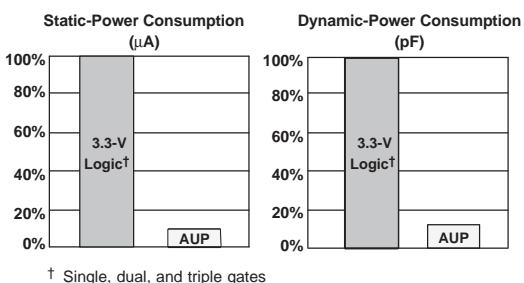 Static-Power Consumption
(μA)
100%
80%
60%
40%
20%
0%
3.3-V
Logic†
AUP
Dynamic-Power Consumption
(pF)
100%
80%
60%
40%
20%
0%
3.3-V
Logic†
AUP
† Single, dual, and triple gates